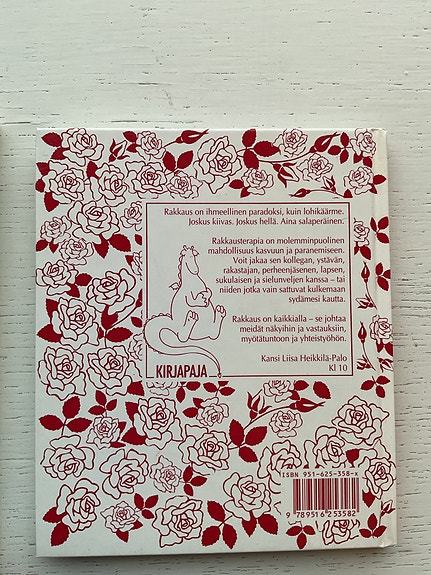 Rakkaus on ihmeellinen paradoksi, kuin lohikäärme.
Joskus kiivas. Joskus hellä. Aina salaperäinen.
Rakkausterapia on molemminpuolinen
mahdollisuus kasvuun ja paranemiseen.
Voit jakaa sen kollegan, ystävän,
rakastajan, perheenjäsenen, lapsen,
sukulaisen ja sielunveljen kanssa – tai
niiden jotka vain sattuvat kulkemaan
sydämesi kautta.
Rakkaus on kaikkialla – se johtaa
meidät näkyihin ja vastauksiin,
myötätuntoon ja yhteistyöhön.
Kansi Liisa Heikkilä-Palo
Kl 10
KIRJAPAJA
ISBN 951-625-358-x
9 789516 253582